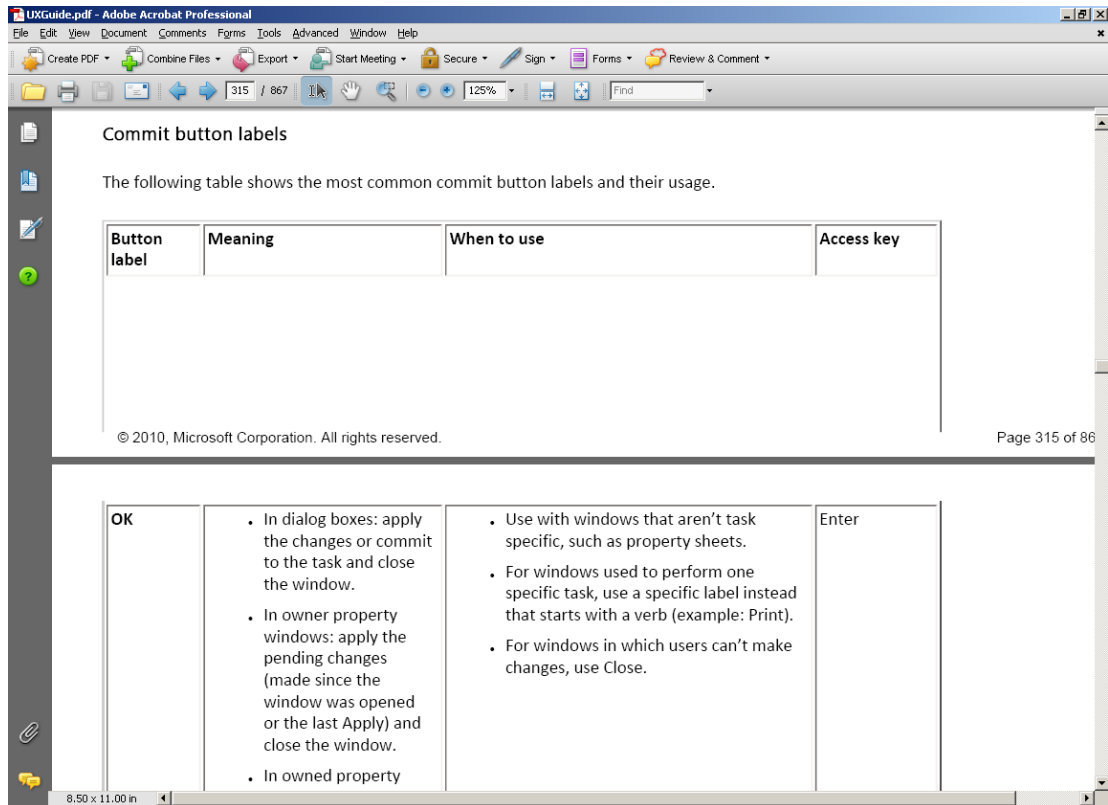 UXGuide.pdf - Adobe Acrobat Professional
File Edit View Document Comments Forms Tools Advanced Window Help
Create PDF Combine Files Export Start Meeting Secure Sign Forms Review & Comment
315 / 867 125% Find
Commit button labels
The following table shows the most common commit button labels and their usage.
Button label
Meaning
When to use
Access key
© 2010, Microsoft Corporation. All rights reserved.
Page 315 of 86
OK
• In dialog boxes: apply
the changes or commit
to the task and close
the window.
• In owner property
windows: apply the
pending changes
(made since the
window was opened
or the last Apply) and
close the window.
• In owned property
• Use with windows that aren't task
specific, such as property sheets.
• For windows used to perform one
specific task, use a specific label instead
that starts with a verb (example: Print).
• For windows in which users can't make
changes, use Close.
Enter
8.50 x 11.00 in